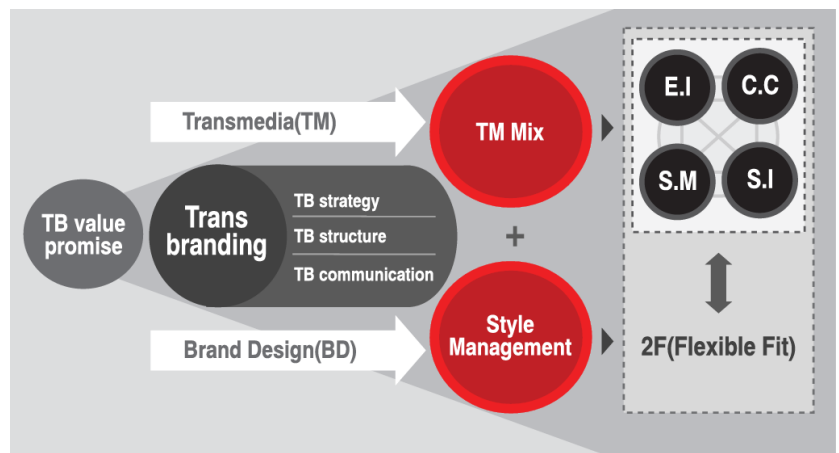 TB value
promise
Transmedia(TM)
Trans
branding
TB strategy
TB structure
TB communication
Brand Design(BD)
TM Mix
+
Style
Management
E.I
C.C
S.M
S.I
2F(Flexible Fit)